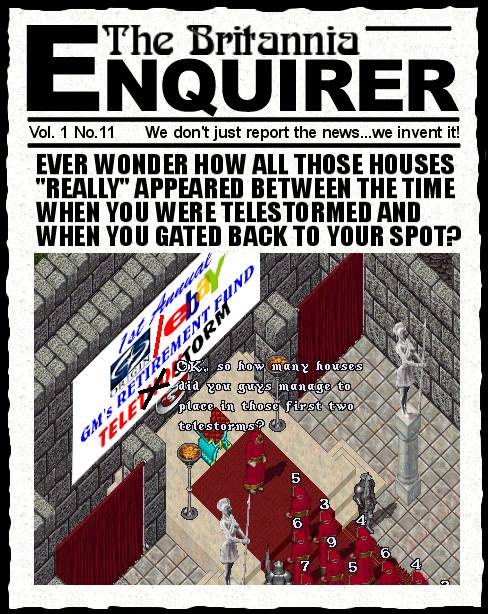 The Britannia
ENQUIRER
Vol. 1 No.11 We don't just report the news...we invent it!
EVER WONDER HOW ALL THOSE HOUSES
"REALLY" APPEARED BETWEEN THE TIME
WHEN YOU WERE TELESTORMED AND
WHEN YOU GATED BACK TO YOUR SPOT?
1st Annual
ebay
GM's RETIREMENT FUND
TELESTORM
OK, so how many houses
did you guys manage to
place in those first two
telestorms?
5
3
6
4
9
6
7
5
4
3